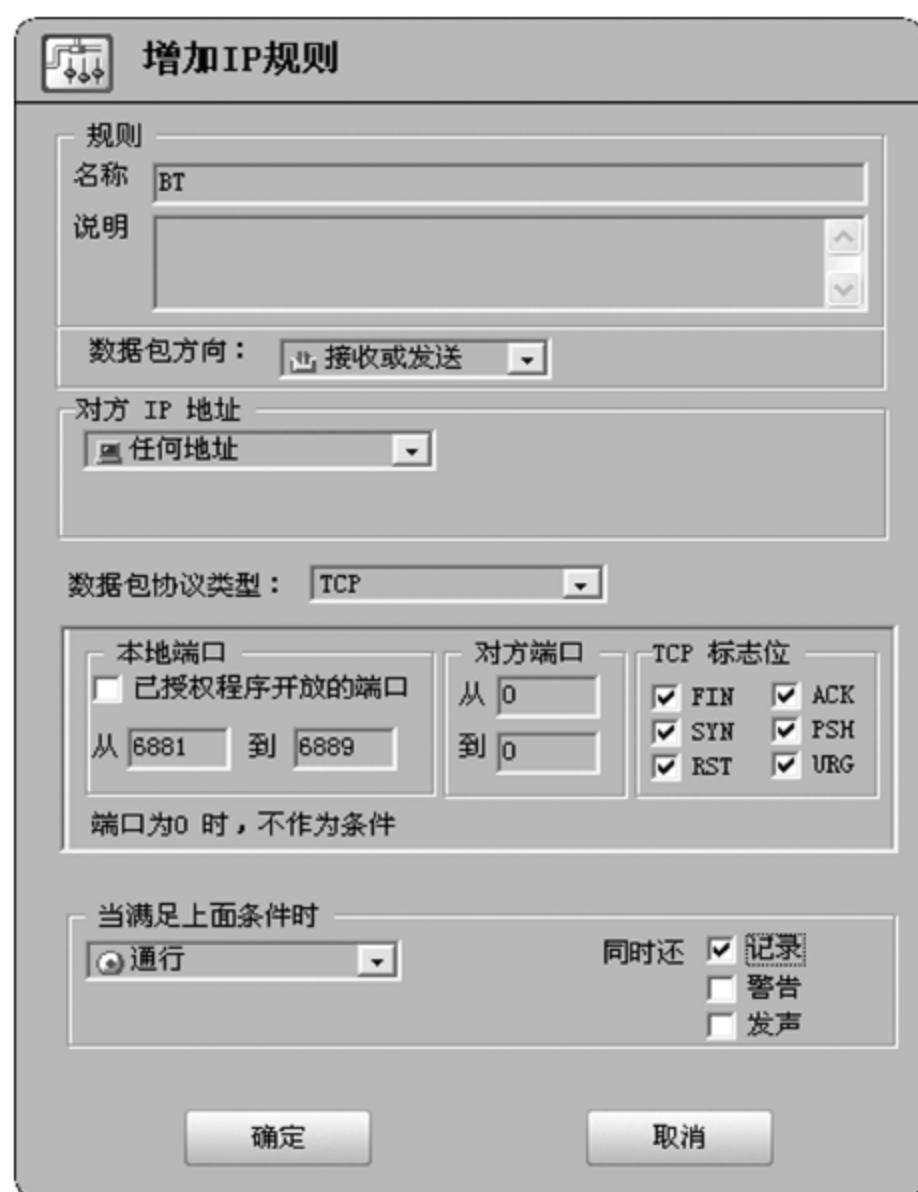 增加IP规则
规则
名称 BT
说明
数据包方向： 接收或发送
对方 IP 地址
任何地址
数据包协议类型： TCP
本地端口
已授权程序开放的端口
从 6881 到 6889
对方端口
从 0
到 0
TCP 标志位
FIN ACK
SYN PSH
RST URG
端口为0 时，不作为条件
当满足上面条件时
通行
同时还 记录
警告
发声
确定 取消